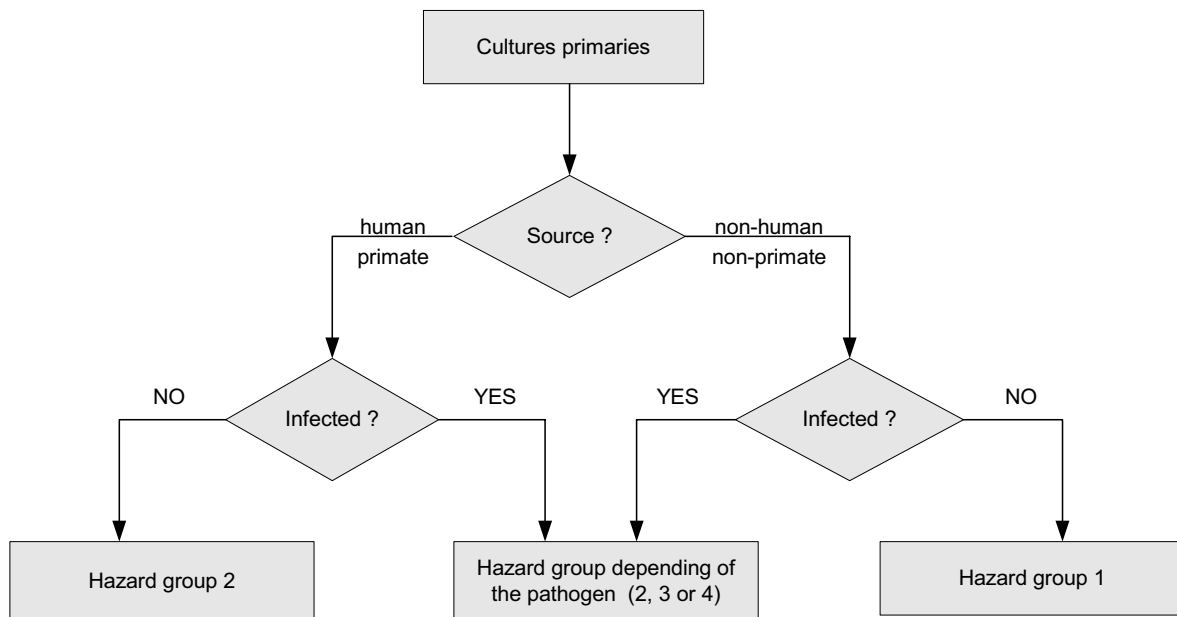 Cultures primaries
Source ?
human
primate
non-human
non-primate
NO
Infected ?
YES
YES
Infected ?
NO
Hazard group 2
Hazard group depending of
the pathogen (2, 3 or 4)
Hazard group 1